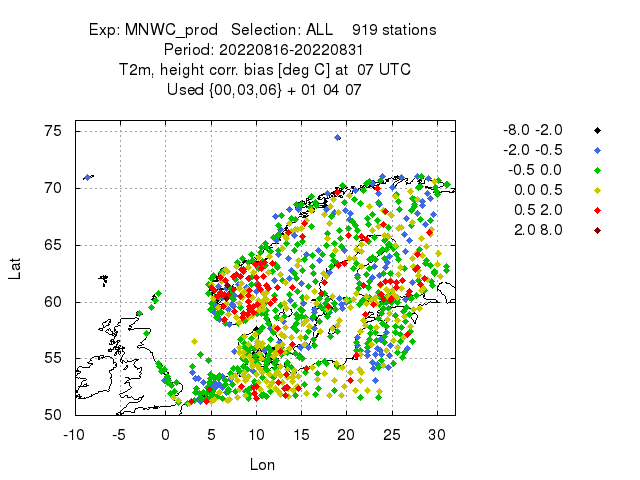 Exp: MNWC_prod   Selection: ALL    919 stations
Period: 20220816-20220831
T2m, height corr. bias [deg C] at  07 UTC
Used {00,03,06} + 01 04 07
-8.0 -2.0
-2.0 -0.5
-0.5 0.0
0.0 0.5
0.5 2.0
2.0 8.0
75
70
65
60
55
50
Lat
-10 -5 0 5 10 15 20 25 30
Lon